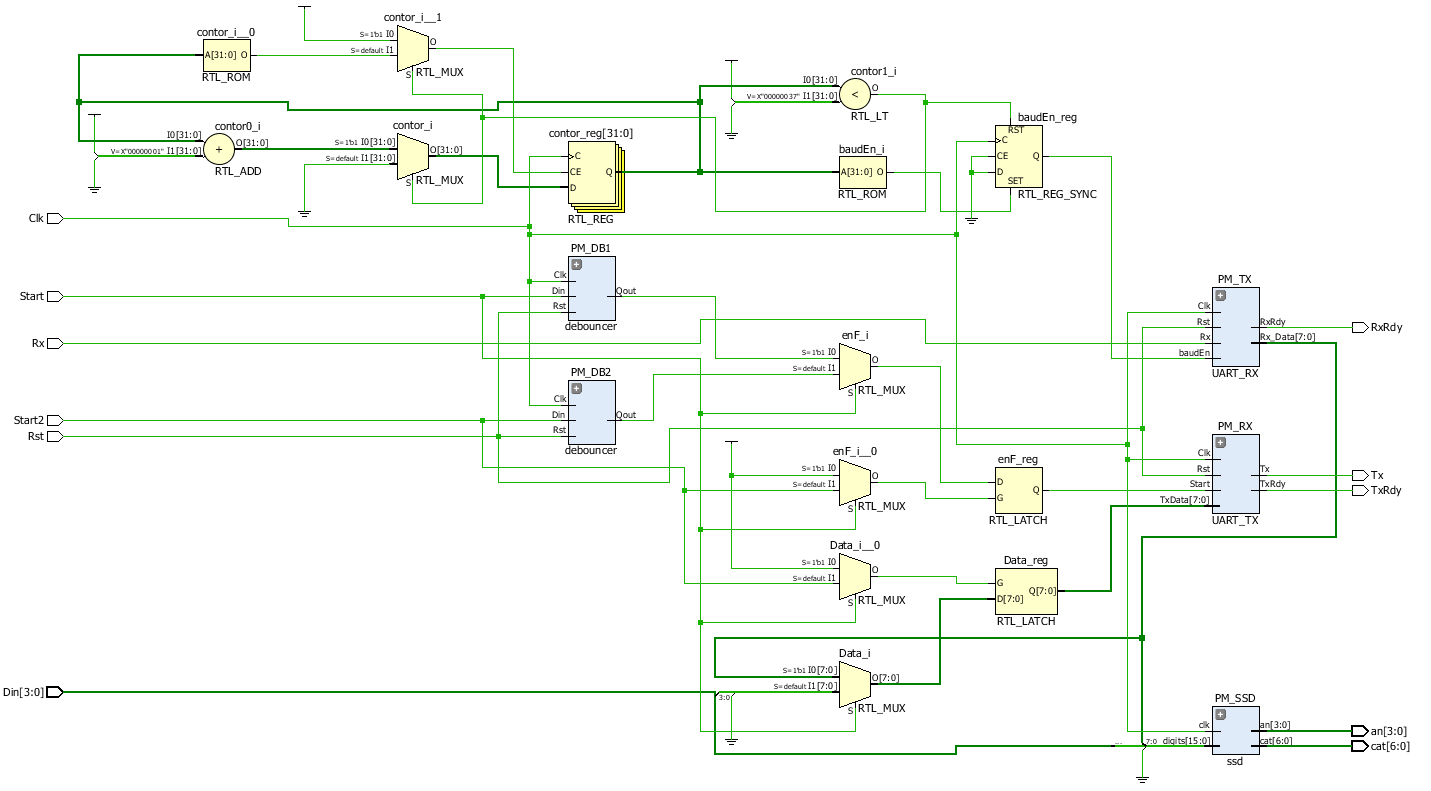 contor_i__1
S=1'b1 I0
S=default I1
O
S
RTL_MUX
contor_i__0
A[31:0] O
RTL_ROM
contor0_i
I0[31:0]
V=X"00000001" I1[31:0]
+
O[31:0]
RTL_ADD
contor_i
S=1'b1 I0[31:0]
S=default I1[31:0]
O[31:0]
S
RTL_MUX
contor_reg[31:0]
C
CE
D
Q
RTL_REG
contor1_i
I0[31:0]
V=X"00000037" I1[31:0]
<
O
RTL_LT
baudEn_i
A[31:0] O
RTL_ROM
baudEn_reg
RST
C
CE
D
Q
SET
RTL_REG_SYNC
Clk
Start
Rx
Start2
Rst
Din[3:0]
PM_DB1
Clk
Din
Rst
Qout
debouncer
PM_DB2
Clk
Din
Rst
Qout
debouncer
enF_i
S=1'b1 I0
S=default I1
O
S
RTL_MUX
enF_i__0
S=1'b1 I0
S=default I1
O
S
RTL_MUX
enF_reg
D
G
Q
RTL_LATCH
Data_i__0
S=1'b1 I0
S=default I1
O
S
RTL_MUX
Data_reg
G
D[7:0]
Q[7:0]
RTL_LATCH
Data_i
S=1'b1 I0[7:0]
S=default I1[7:0]
3:0
O[7:0]
S
RTL_MUX
PM_TX
Clk
Rst
Rx
baudEn
RxRdy
Rx_Data[7:0]
UART_RX
PM_RX
Clk
Rst
Start
TxData[7:0]
Tx
TxRdy
UART_TX
PM_SSD
clk
... 7:0 digits[15:0]
an[3:0]
cat[6:0]
ssd
RxRdy
Tx
TxRdy
an[3:0]
cat[6:0]